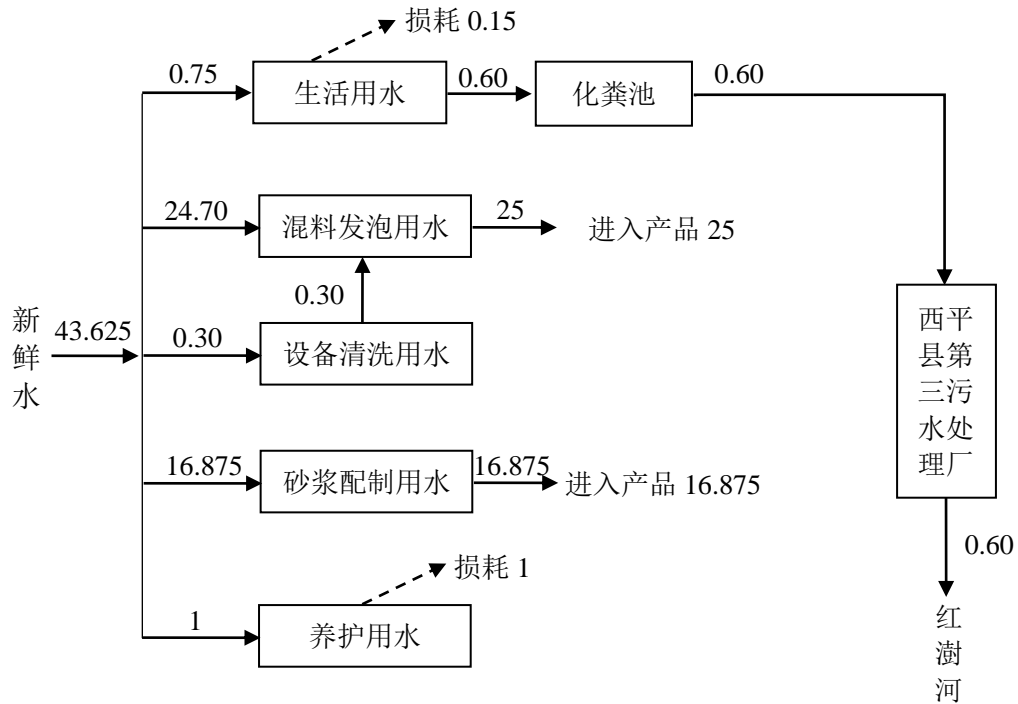 损耗 0.15
0.75
生活用水
0.60
化粪池
0.60
24.70
混料发泡用水
25
进入产品 25
0.30
新鲜水
43.625
0.30
设备清洗用水
西平
县第
三污
水处
理厂
16.875
砂浆配制用水
16.875
进入产品 16.875
0.60
损耗 1
1
养护用水
红澍河